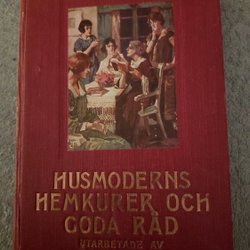 HUSMODERNS
HEMKURER OCH
GODA RÅD
UTARBETADE AV